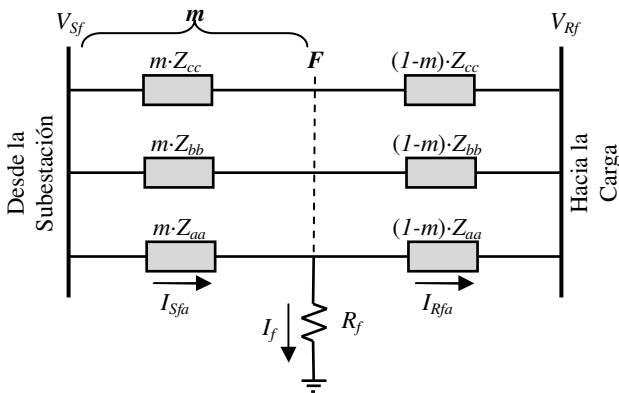 V_Sf
m
V_Rf
F
m·Z_cc
(1-m)·Z_cc
m·Z_bb
(1-m)·Z_bb
m·Z_aa
(1-m)·Z_aa
Desde la
Subestación
Hacia la
Carga
I_Sfa
I_Rfa
I_f
R_f